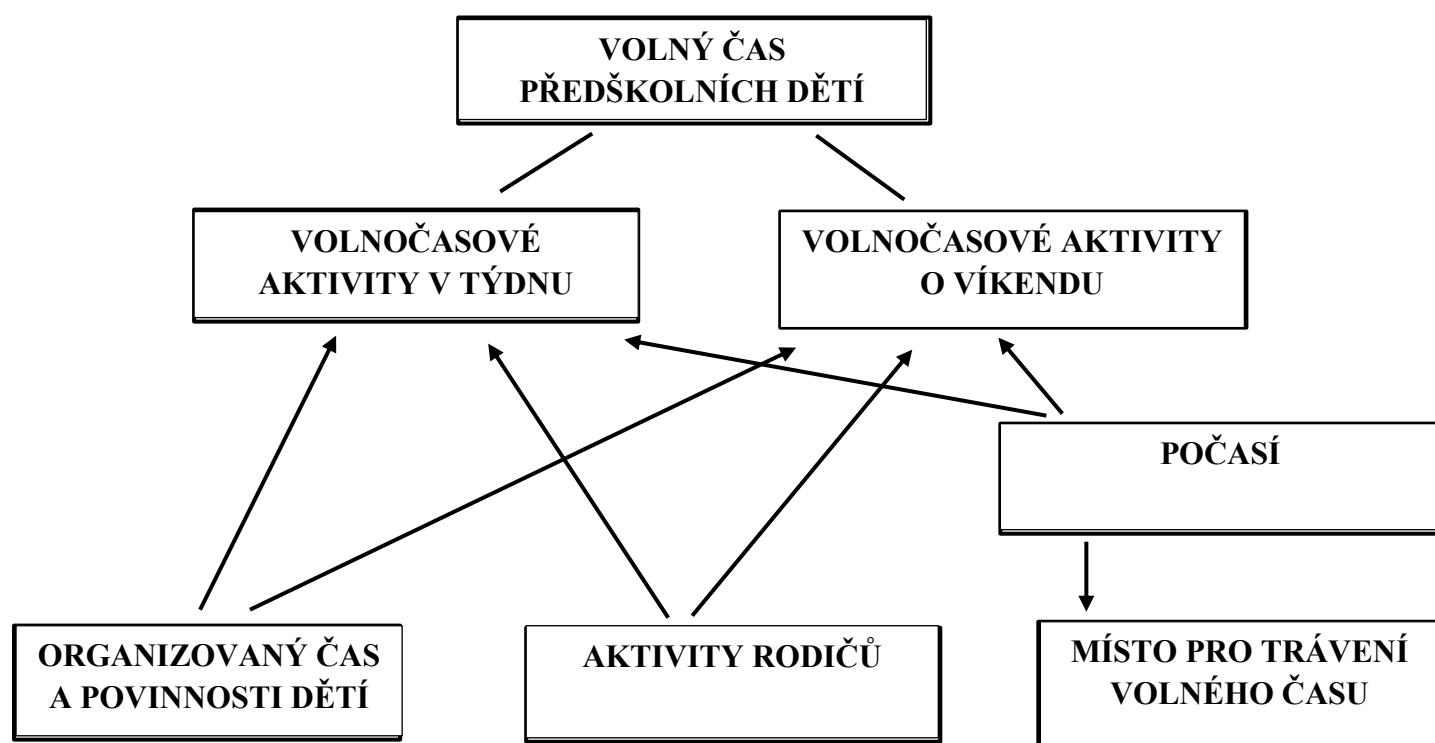 VOLNÝ ČAS
PŘEDŠKOLNÍCH DĚTÍ
VOLNOČASOVÉ
AKTIVITY V TÝDNU
VOLNOČASOVÉ AKTIVITY
O VÍKENDU
POČASÍ
ORGANIZOVANÝ ČAS
A POVINNOSTI DĚTÍ
AKTIVITY RODIČŮ
MÍSTO PRO TRÁVENÍ
VOLNÉHO ČASU